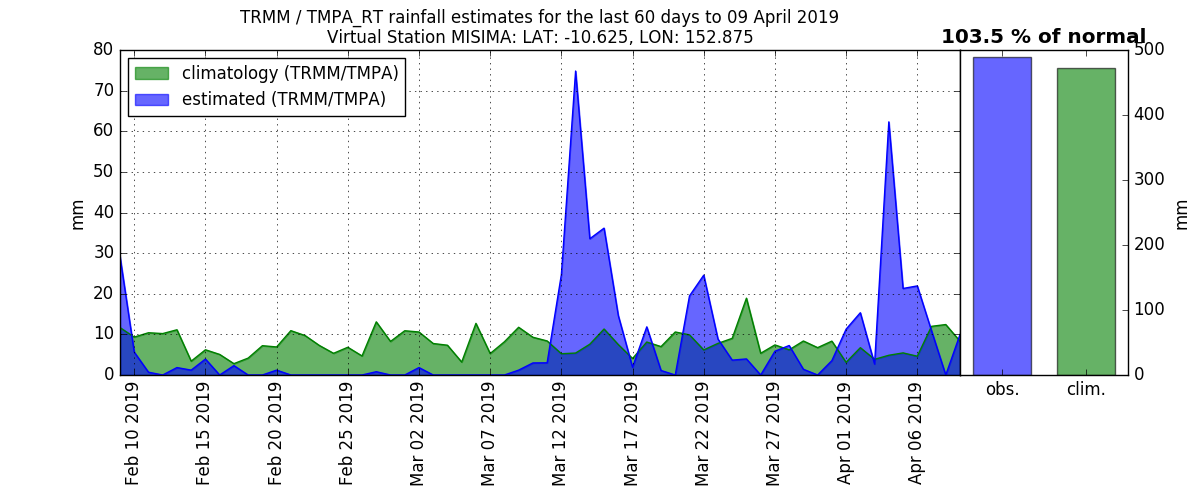 TRMM / TMPA_RT rainfall estimates for the last 60 days to 09 April 2019
Virtual Station MISIMA: LAT: -10.625, LON: 152.875
103.5 % of normal
climatology (TRMM/TMPA)
estimated (TRMM/TMPA)
mm
80
70
60
50
40
30
20
10
0
Feb 10 2019
Feb 15 2019
Feb 20 2019
Feb 25 2019
Mar 02 2019
Mar 07 2019
Mar 12 2019
Mar 17 2019
Mar 22 2019
Mar 27 2019
Apr 01 2019
Apr 06 2019
obs.
clim.
500
400
300
200
100
0
mm